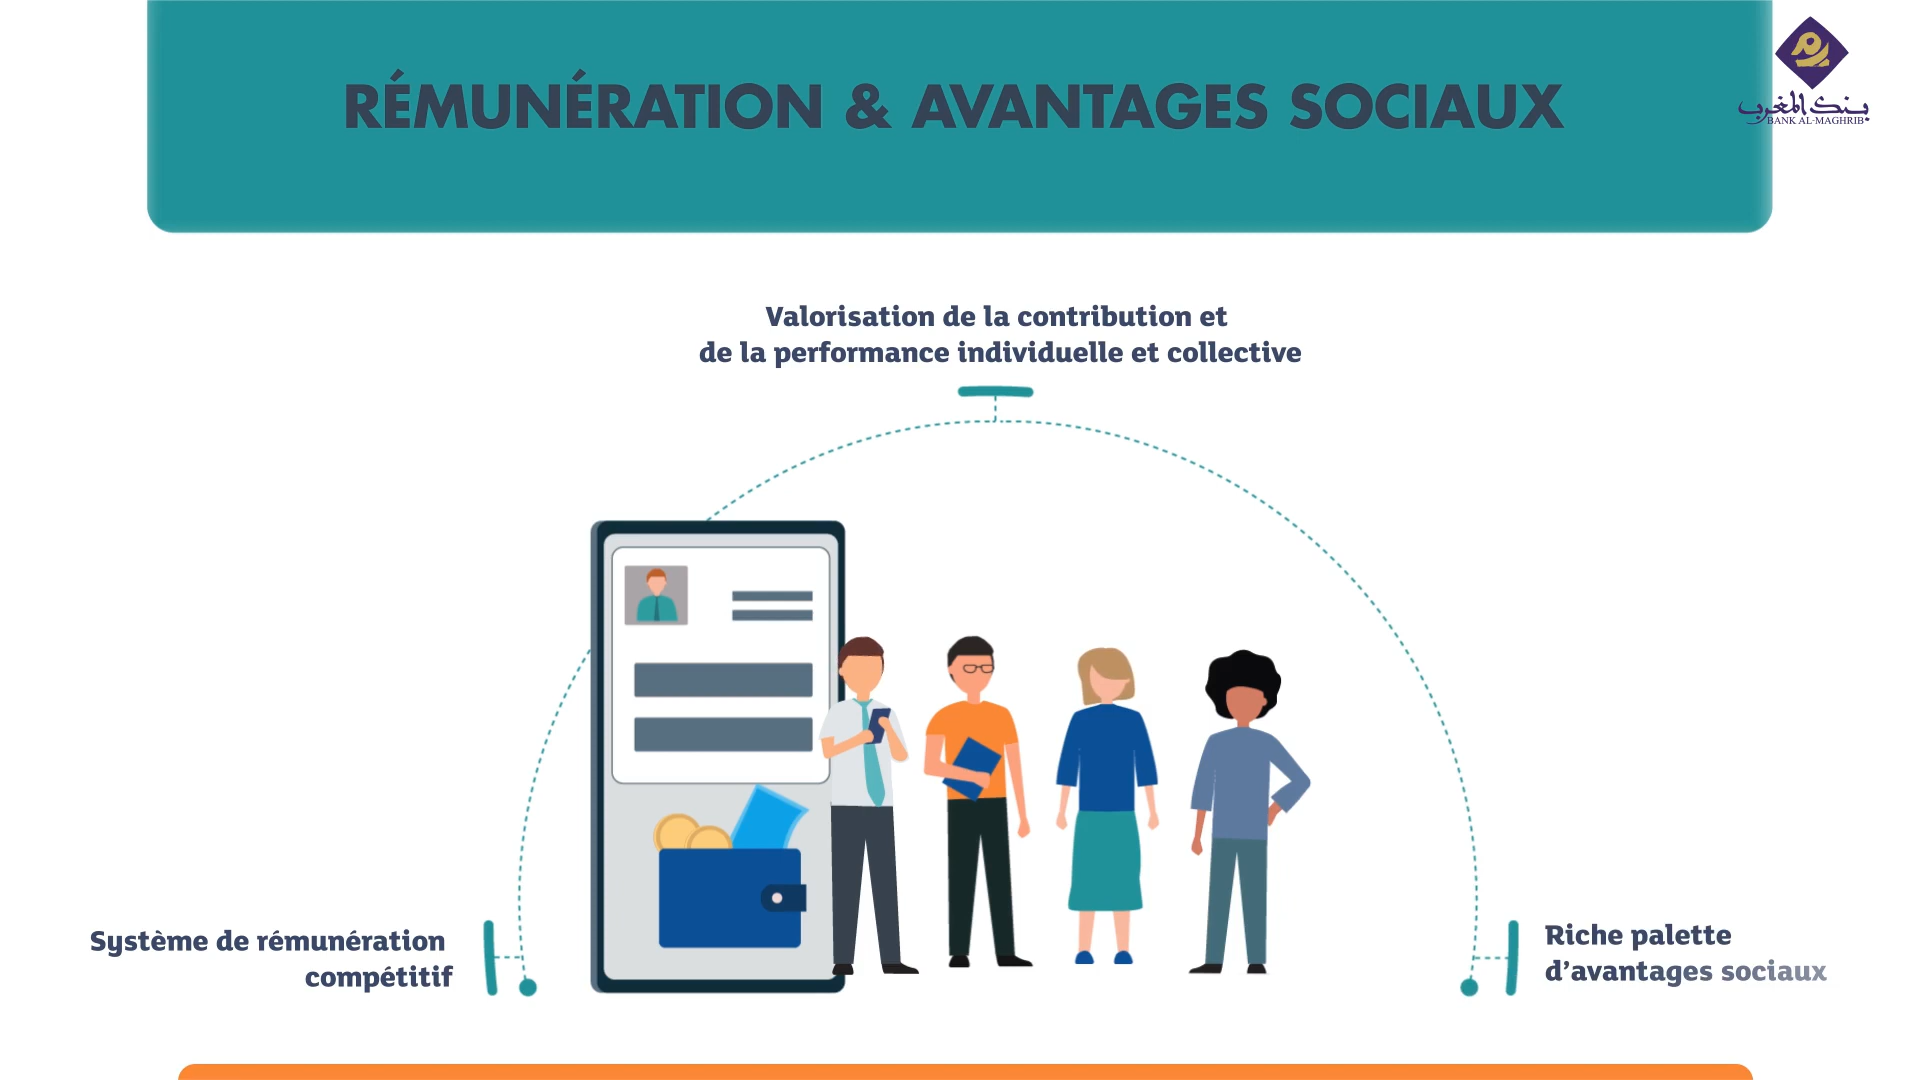 RÉMUNÉRATION & AVANTAGES SOCIAUX
بنك المغرب
BANK AL-MAGHRIB
Valorisation de la contribution et
de la performance individuelle et collective
Système de rémunération
compétitif
Riche palette
d’avantages sociaux